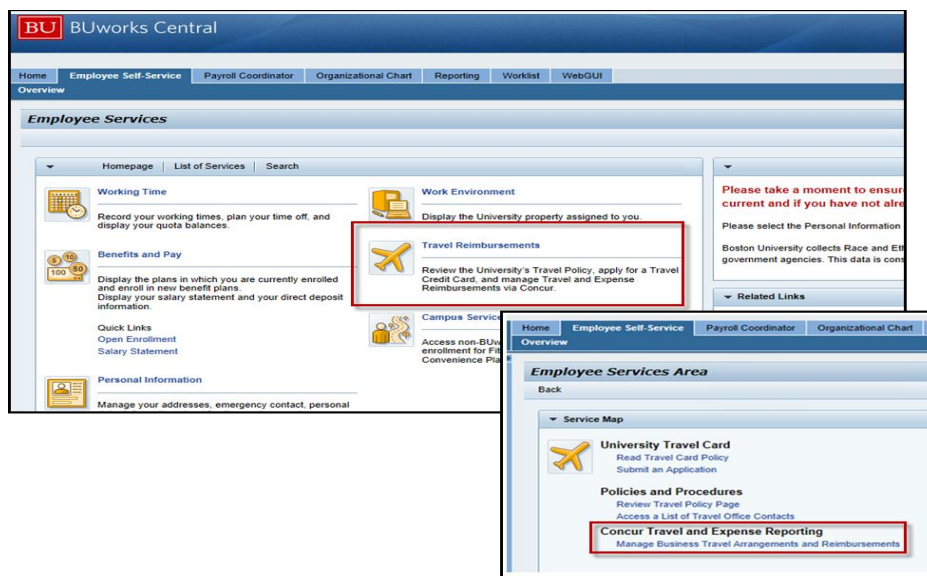 BU BUworks Central
Home Employee Self-Service Payroll Coordinator Organizational Chart Reporting Worklist WebGUI
Overview
Employee Services
Homepage | List of Services | Search
Working Time
Record your working times, plan your time off, and
display your quota balances.
Benefits and Pay
Display the plans in which you are currently enrolled
and enroll in new benefit plans.
Display your salary statement and your direct deposit
information.
Quick Links
Open Enrollment
Salary Statement
Personal Information
Manage your addresses, emergency contact, personal
Work Environment
Display the University property assigned to you.
Travel Reimbursements
Review the University's Travel Policy, apply for a Travel
Credit Card, and manage Travel and Expense
Reimbursements via Concur.
Campus Service
Access non-BUw
enrollment for Fit
Convenience Pla
Please take a moment to ensur
current and if you have not alre
Please select the Personal Information
Boston University collects Race and Et
government agencies. This data is cons
Related Links
Home Employee Self-Service Payroll Coordinator Organizational Chart
Overview
Employee Services Area
Back
Service Map
University Travel Card
Read Travel Card Policy
Submit an Application
Policies and Procedures
Review Travel Policy Page
Access a List of Travel Office Contacts
Concur Travel and Expense Reporting
Manage Business Travel Arrangements and Reimbursements